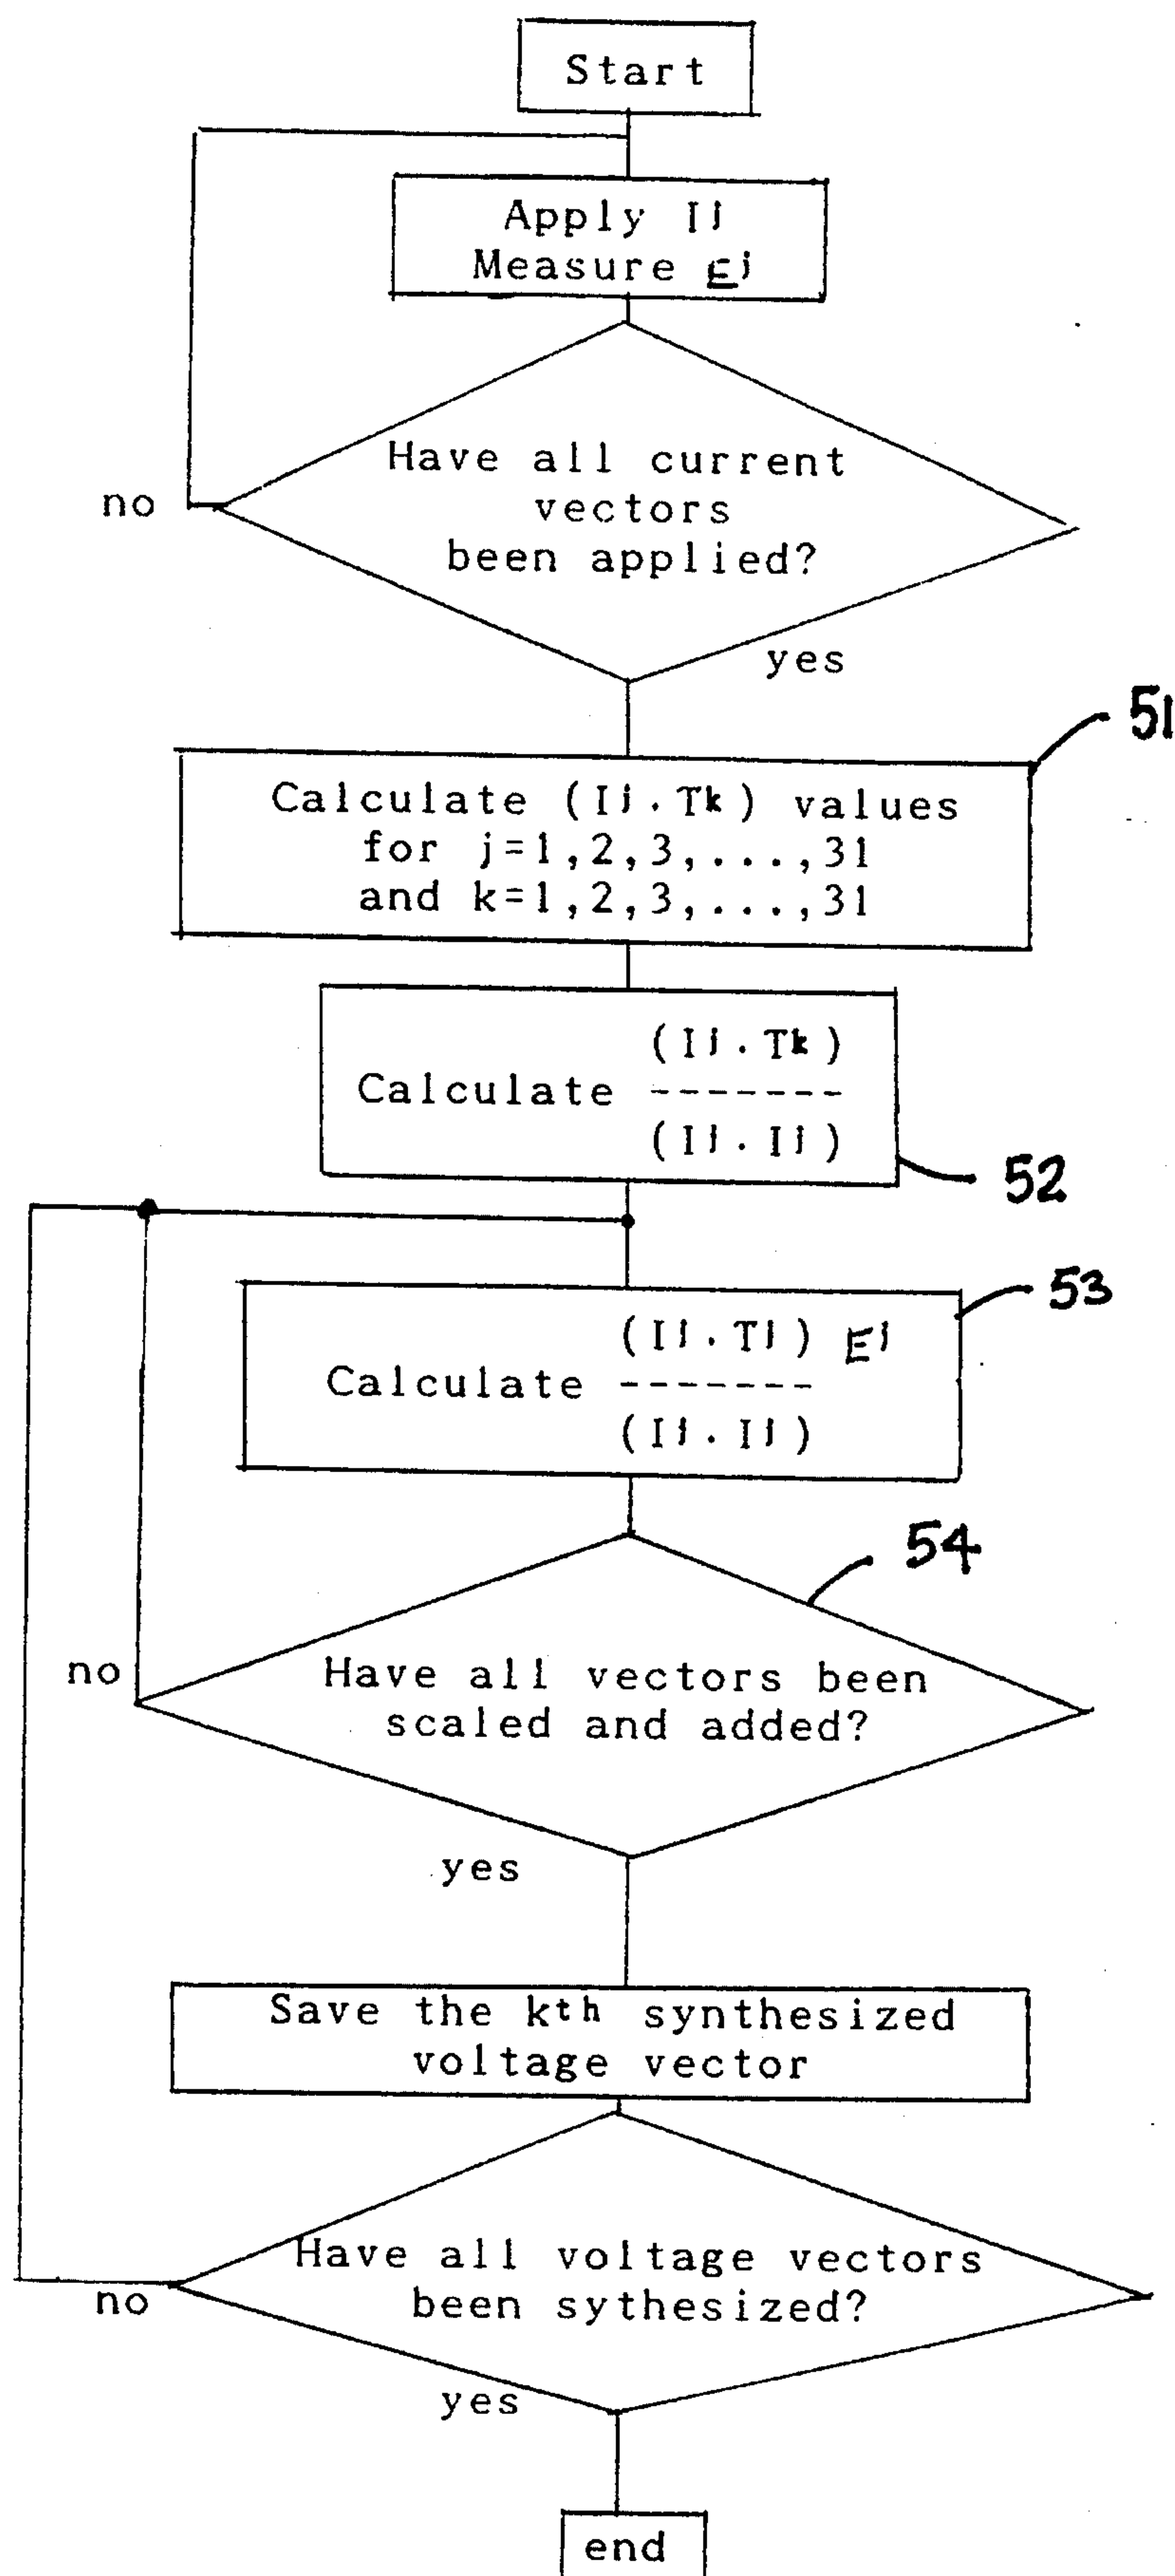 Start
Apply Ij
Measure Ej
Have all current
vectors
been applied?
no
yes
51
Calculate (Ij.Tk) values
for j=1,2,3,...,31
and k=1,2,3,...,31
(Ij.Tk)
Calculate -------
(Ij.Ij)
52
53
(Ij.Tj) Ej
Calculate -------
(Ij.Ij)
54
no
Have all vectors been
scaled and added?
yes
Save the kth synthesized
voltage vector
Have all voltage vectors
been sythesized?
no
yes
end